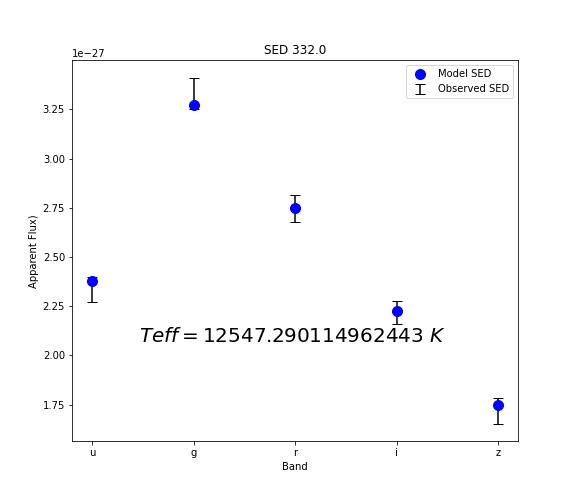 1e−27
SED 332.0
Model SED
Observed SED
3.25
3.00
2.75
2.50
2.25
2.00
1.75
Apparent Flux)
Teff = 12547.290114962443 K
u g r i z
Band